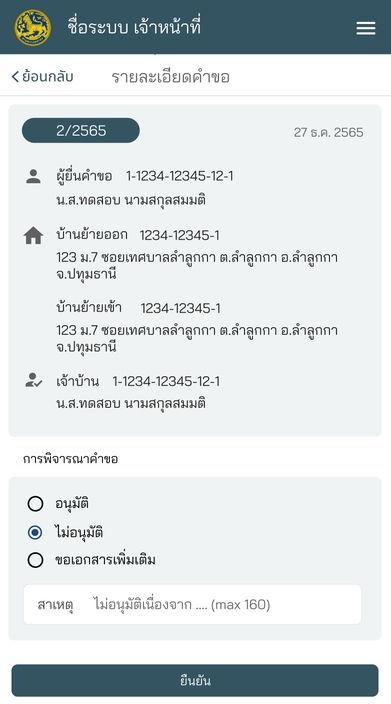 ชื่อระบบ เจ้าหน้าที่
ย้อนกลับ
รายละเอียดคำขอ
2/2565
27 ธ.ค. 2565
ผู้ยื่นคำขอ 1-1234-12345-12-1
น.ส.ทดสอบ นามสกุลสมมติ
บ้านย้ายออก 1234-12345-1
123 ม.7 ซอยเทศบาลลำลูกกา ต.ลำลูกกา อ.ลำลูกกา
จ.ปทุมธานี
บ้านย้ายเข้า 1234-12345-1
123 ม.7 ซอยเทศบาลลำลูกกา ต.ลำลูกกา อ.ลำลูกกา
จ.ปทุมธานี
เจ้าบ้าน 1-1234-12345-12-1
น.ส.ทดสอบ นามสกุลสมมติ
การพิจารณาคำขอ
อนุมัติ
ไม่อนุมัติ
ขอเอกสารเพิ่มเติม
สาเหตุ ไม่อนุมัติเนื่องจาก .... (max 160)
ยืนยัน